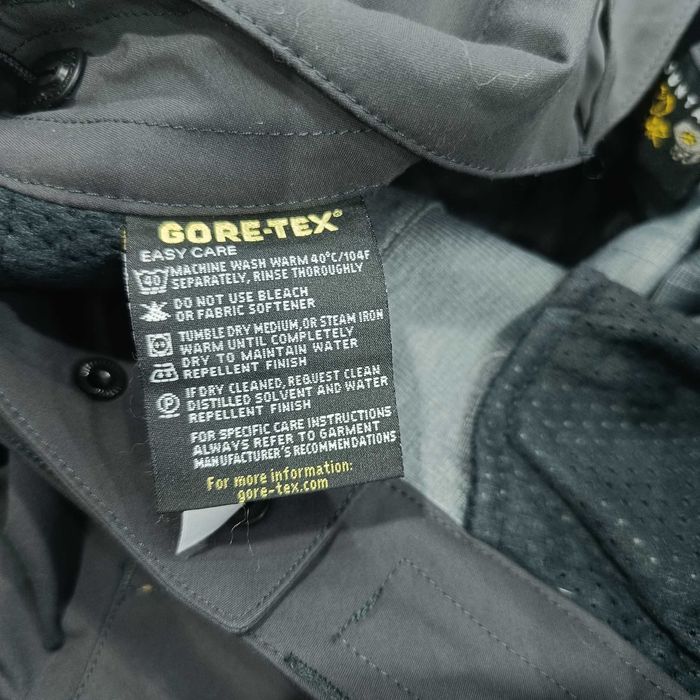 GORE-TEX®
EASY CARE
40 MACHINE WASH WARM 40°C/104F
SEPARATELY, RINSE THOROUGHLY
DO NOT USE BLEACH
OR FABRIC SOFTENER
TUMBLE DRY MEDIUM, OR STEAM IRON
WARM UNTIL COMPLETELY
DRY TO MAINTAIN WATER
REPELLENT FINISH
P IF DRY CLEANED, REQUEST CLEAN
DISTILLED SOLVENT AND WATER
REPELLENT FINISH
FOR SPECIFIC CARE INSTRUCTIONS
ALWAYS REFER TO GARMENT
MANUFACTURER'S RECOMMENDATIONS
For more information:
gore-tex.com